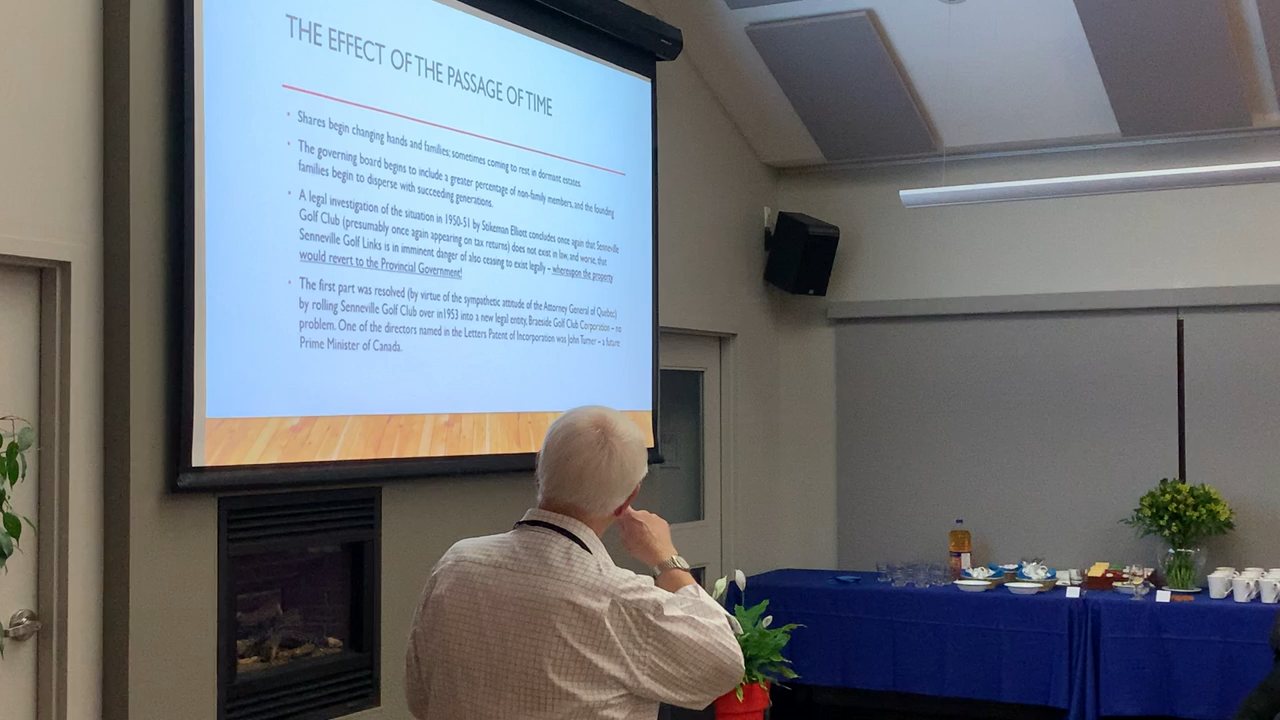 THE EFFECT OF THE PASSAGE OF TIME
• Shares begin changing hands and families; sometimes coming to rest in dormant estates
• The governing board begins to include a greater percentage of non-family members, and the founding
families begin to disperse with succeeding generations.
• A legal investigation of the situation in 1950-51 by Stikeman Elliott concludes once again that Senneville
Golf Club (presumably once again appearing on tax returns) does not exist in law, and worse, that
Senneville Golf Links is in imminent danger of also ceasing to exist legally – whereupon the property
would revert to the Provincial Government!
• The first part was resolved (by virtue of the sympathetic attitude of the Attorney General of Quebec)
by rolling Senneville Golf Club over in1953 into a new legal entity, Braeside Golf Club Corporation – no
problem. One of the directors named in the Letters Patent of Incorporation was John Turner – a future
Prime Minister of Canada.